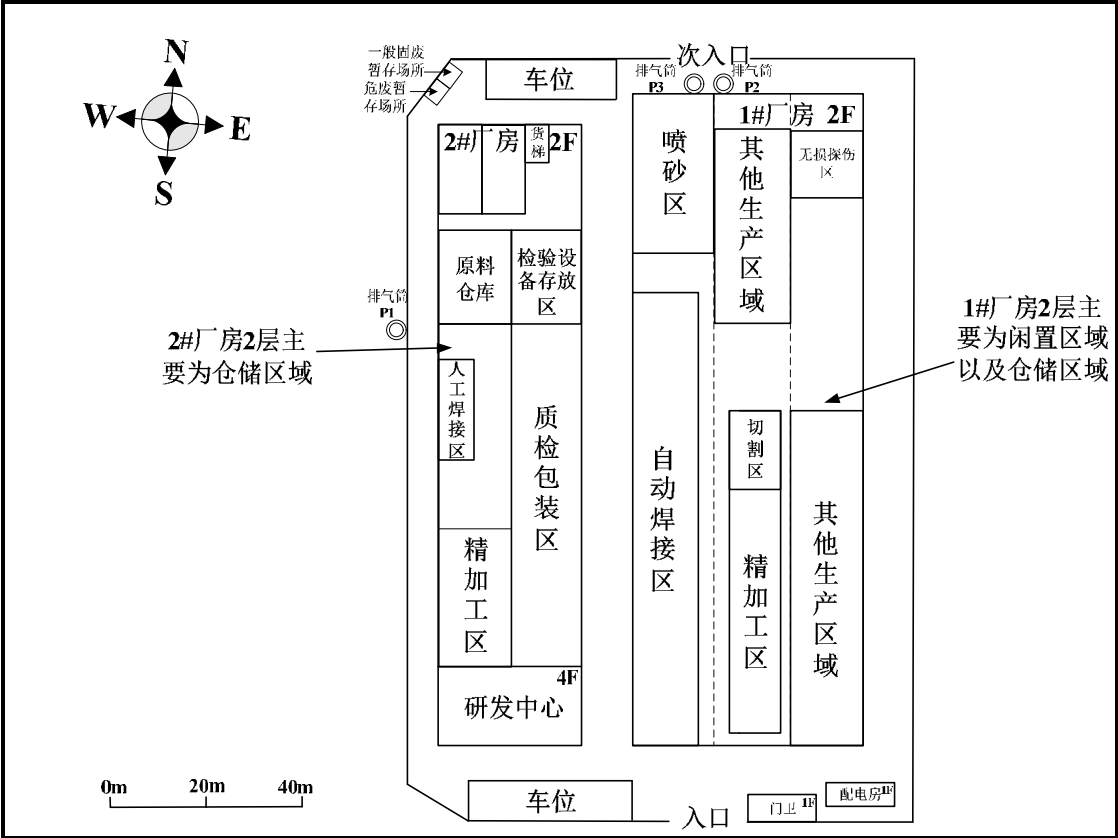 N
W
E
S
一般固废
暂存场所
危废暂
存场所
车位
次入口
排气筒
P3
排气筒
P2
2#厂房
货
梯
2F
1#厂房 2F
喷
砂
区
其
他
生
产
区
域
无损探伤
区
原料
仓库
检验设
备存放
区
排气筒
P1
2#厂房2层主
要为仓储区域
1#厂房2层主
要为闲置区域
以及仓储区域
人
工
焊
接
区
质
检
包
装
区
自
动
焊
接
区
切
割
区
精
加
工
区
精
加
工
区
其
他
生
产
区
域
4F
研发中心
0m
20m
40m
车位
入口
门卫 1F
配电房 1F